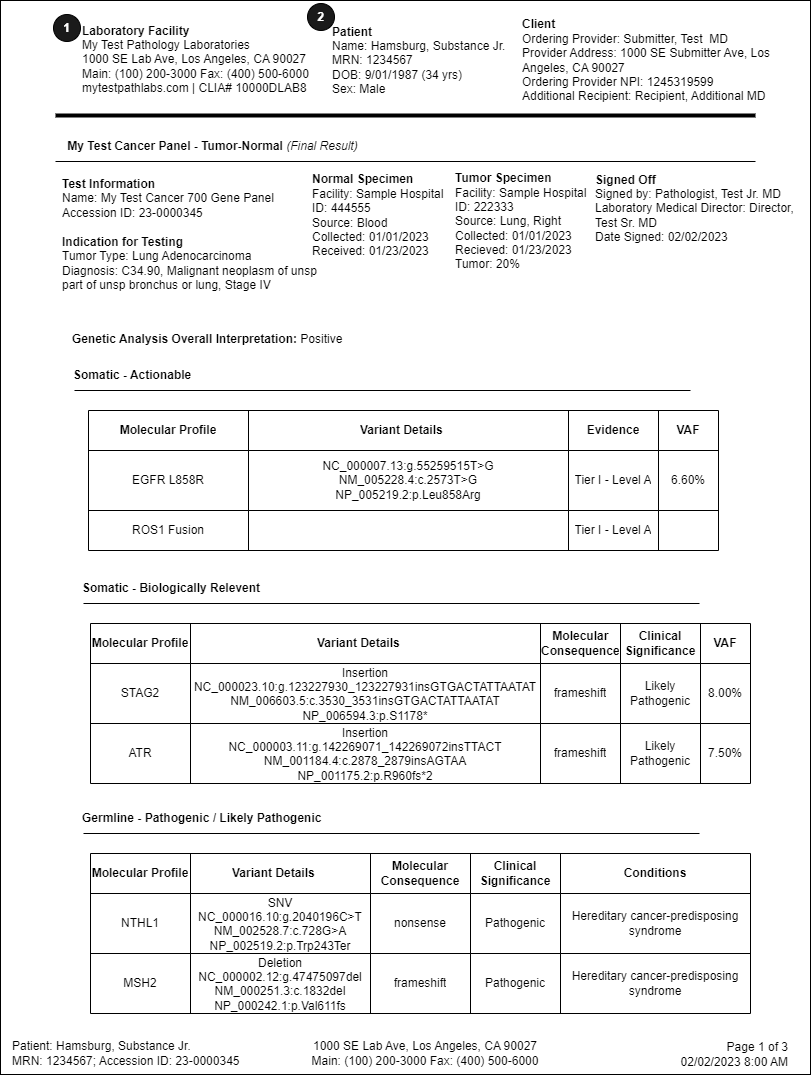 1
Laboratory Facility
My Test Pathology Laboratories
1000 SE Lab Ave, Los Angeles, CA 90027
Main: (100) 200-3000 Fax: (400) 500-6000
mytestpathlabs.com | CLIA# 10000DLAB8
2
Patient
Name: Hamsburg, Substance Jr.
MRN: 1234567
DOB: 9/01/1987 (34 yrs)
Sex: Male
Client
Ordering Provider: Submitter, Test MD
Provider Address: 1000 SE Submitter Ave, Los
Angeles, CA 90027
Ordering Provider NPI: 1245319599
Additional Recipient: Recipient, Additional MD
My Test Cancer Panel - Tumor-Normal (Final Result)
Test Information
Name: My Test Cancer 700 Gene Panel
Accession ID: 23-0000345
Indication for Testing
Tumor Type: Lung Adenocarcinoma
Diagnosis: C34.90, Malignant neoplasm of unsp
part of unsp bronchus or lung, Stage IV
Normal Specimen
Facility: Sample Hospital
ID: 444555
Source: Blood
Collected: 01/01/2023
Received: 01/23/2023
Tumor Specimen
Facility: Sample Hospital
ID: 222333
Source: Lung, Right
Collected: 01/01/2023
Recieved: 01/23/2023
Tumor: 20%
Signed Off
Signed by: Pathologist, Test Jr. MD
Laboratory Medical Director: Director,
Test Sr. MD
Date Signed: 02/02/2023
Genetic Analysis Overall Interpretation: Positive
Somatic - Actionable
Molecular Profile
Variant Details
Evidence
VAF
EGFR L858R
NC_000007.13:g.55259515T>G
NM_005228.4:c.2573T>G
NP_005219.2:p.Leu858Arg
Tier I - Level A
6.60%
ROS1 Fusion
Tier I - Level A
Somatic - Biologically Relevent
Molecular Profile
Variant Details
Molecular
Consequence
Clinical
Significance
VAF
STAG2
Insertion
NC_000023.10:g.123227930_123227931insGTGACTATTAATAT
NM_006603.5:c.3530_3531insGTGACTATTAATAT
NP_006594.3:p.S1178*
frameshift
Likely
Pathogenic
8.00%
ATR
Insertion
NC_000003.11:g.142269071_142269072insTTACT
NM_001184.4:c.2878_2879insAGTAA
NP_001175.2:p.R960fs*2
frameshift
Likely
Pathogenic
7.50%
Germline - Pathogenic / Likely Pathogenic
Molecular Profile
Variant Details
Molecular
Consequence
Clinical
Significance
Conditions
NTHL1
SNV
NC_000016.10:g.2040196C>T
NM_002528.7:c.728G>A
NP_002519.2:p.Trp243Ter
nonsense
Pathogenic
Hereditary cancer-predisposing
syndrome
MSH2
Deletion
NC_000002.12:g.47475097del
NM_000251.3:c.1832del
NP_000242.1:p.Val611fs
frameshift
Pathogenic
Hereditary cancer-predisposing
syndrome
Patient: Hamsburg, Substance Jr.
MRN: 1234567; Accession ID: 23-0000345
1000 SE Lab Ave, Los Angeles, CA 90027
Main: (100) 200-3000 Fax: (400) 500-6000
Page 1 of 3
02/02/2023 8:00 AM